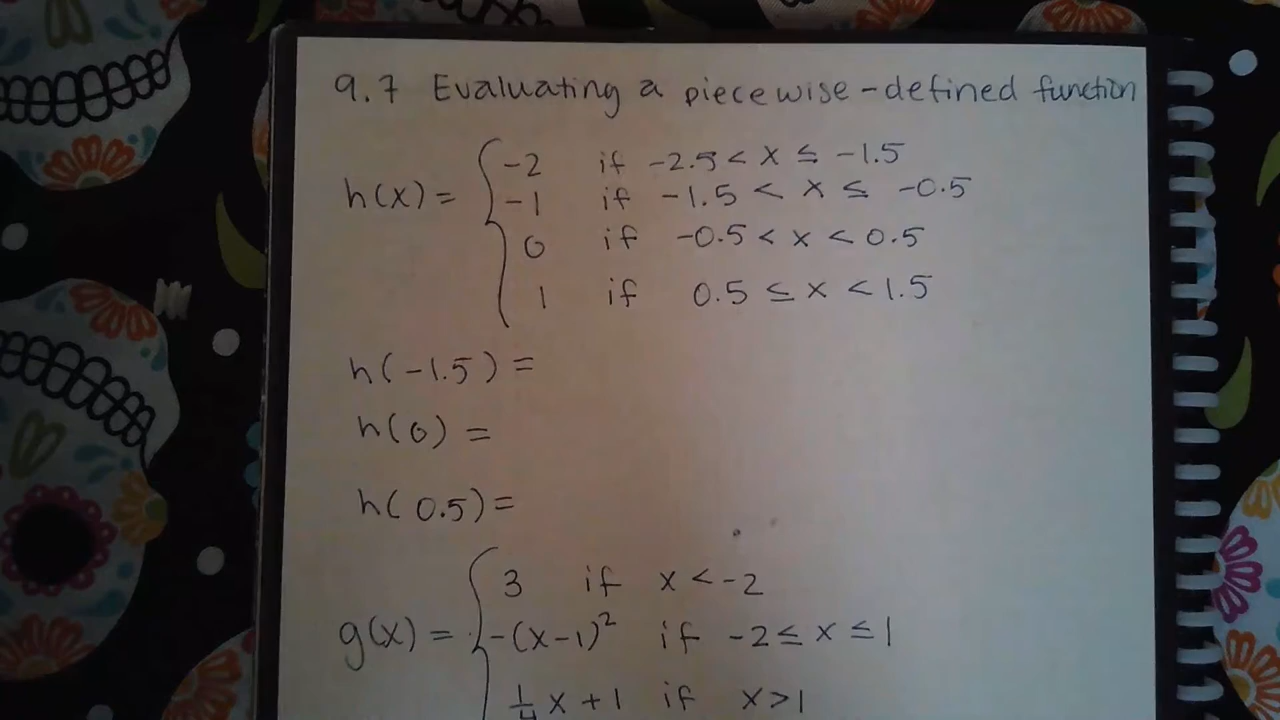 9.7 Evaluating a piecewise-defined function
h(x) = { -2 if -2.5 < x ≤ -1.5
-1 if -1.5 < x ≤ -0.5
0 if -0.5 < x < 0.5
1 if 0.5 ≤ x < 1.5
h(-1.5) =
h(0) =
h(0.5) =
g(x) = { 3 if x < -2
-(x-1)² if -2 ≤ x ≤ 1
1/4 x + 1 if x > 1